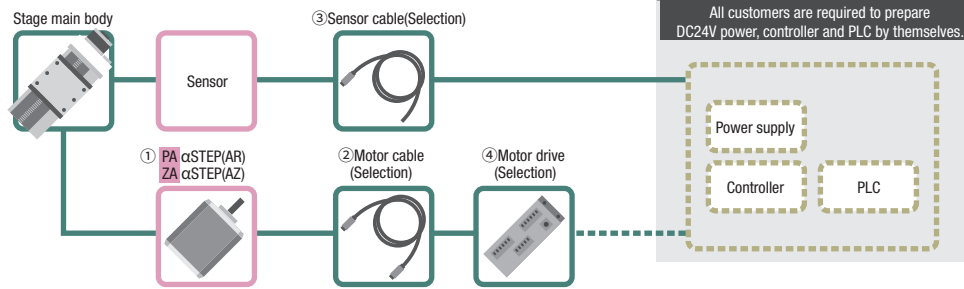 Stage main body
③Sensor cable(Selection)
All customers are required to prepare
DC24V power, controller and PLC by themselves.
Sensor
Power supply
Controller
PLC
① PA αSTEP(AR)
ZA αSTEP(AZ)
②Motor cable
(Selection)
④Motor drive
(Selection)